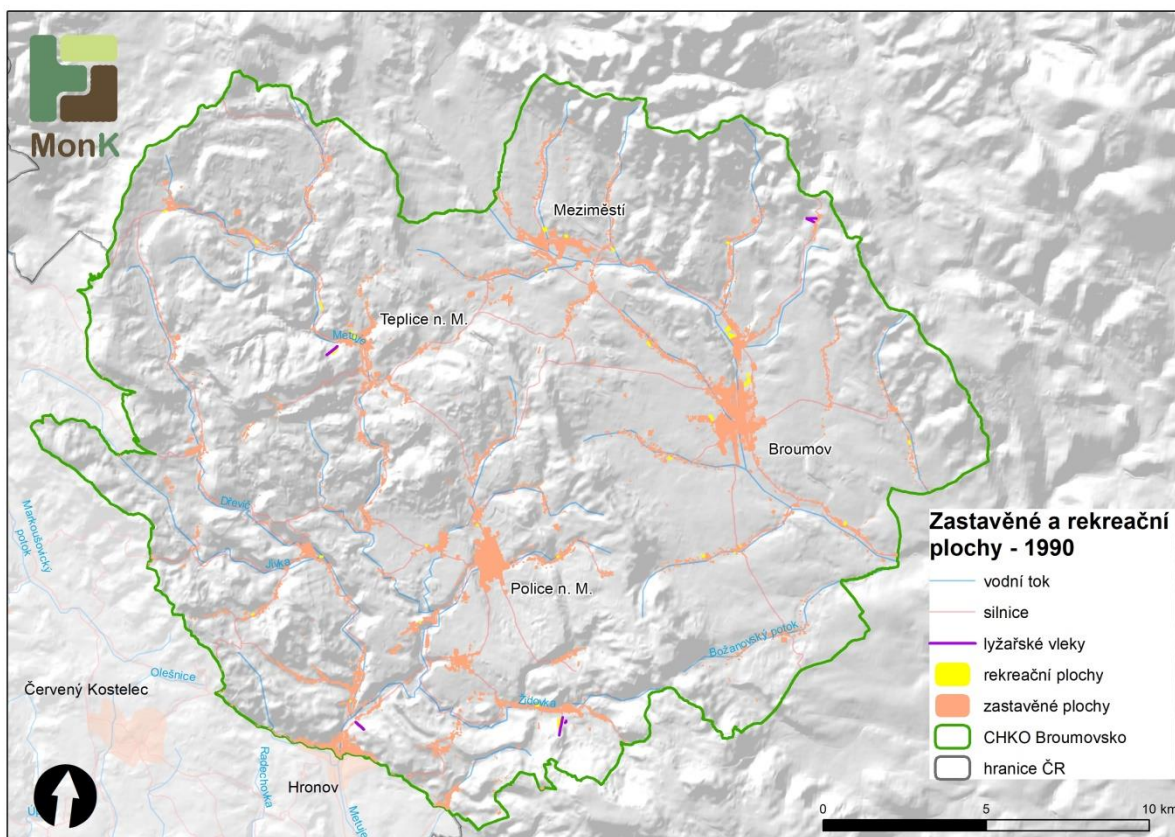 MonK
Meziměstí
Teplice n. M.
Metuje
Broumov
Dřevíč
Markoušovický
potok
Jívka
Police n. M.
Božanovský potok
Olešnice
Červený Kostelec
Židovka
Radechovka
Hronov
Metuje
Zastavěné a rekreační
plochy - 1990
vodní tok
silnice
lyžařské vleky
rekreační plochy
zastavěné plochy
CHKO Broumovsko
hranice ČR
0 5 10 km